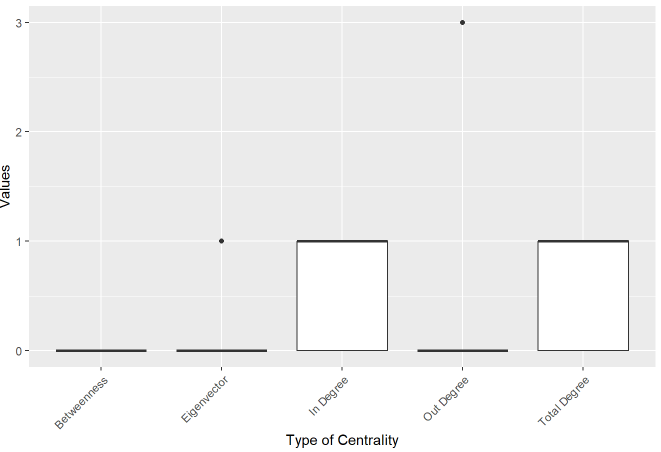 3
2
1
0
Values
Betweenness
Eigenvector
In Degree
Out Degree
Total Degree
Type of Centrality